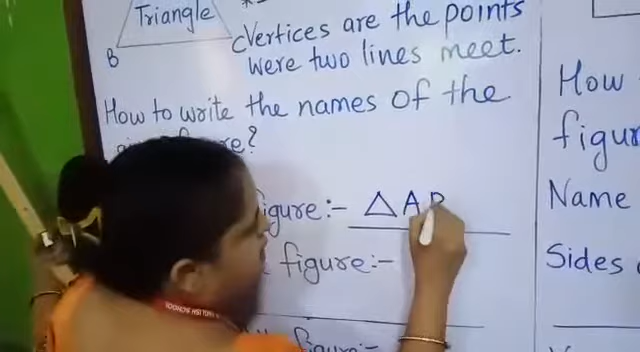 Triangle
B
C Vertices are the points
were two lines meet.
How to write the names of the
figure?
figure:- △AB
figure:-
figure:-
How
figur
Name
Sides